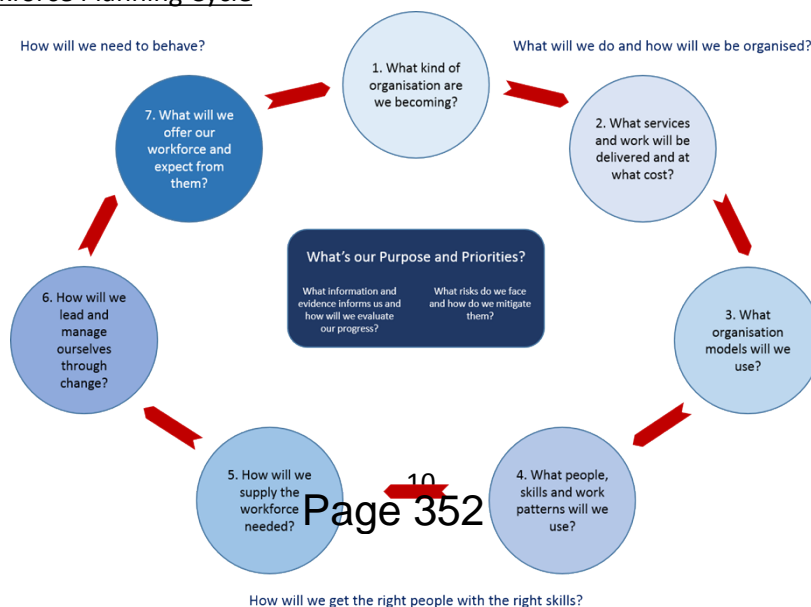 Planning Cycle
How will we need to behave?
What will we do and how will we be organised?
1. What kind of
organisation are
we becoming?
2. What services
and work will be
delivered and at
what cost?
3. What
organisation
models will we
use?
4. What people,
skills and work
patterns will we
use?
5. How will we
supply the
workforce
needed?
6. How will we
lead and
manage
ourselves
through
change?
7. What will we
offer our
workforce and
expect from
them?
What's our Purpose and Priorities?
What information and
evidence informs us and
how will we evaluate
our progress?
What risks do we face
and how do we mitigate
them?
10
Page 352
How will we get the right people with the right skills?